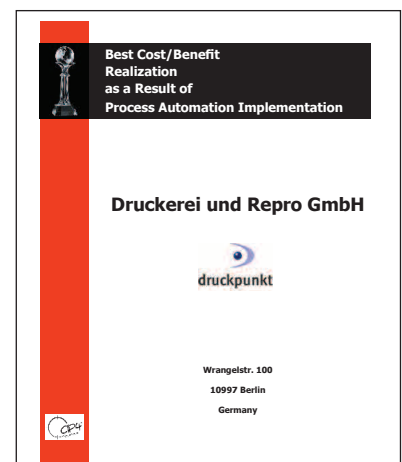 Best Cost/Benefit
Realization
as a Result of
Process Automation Implementation
Druckerei und Repro GmbH
druckpunkt
Wrangelstr. 100
10997 Berlin
Germany
CIP4